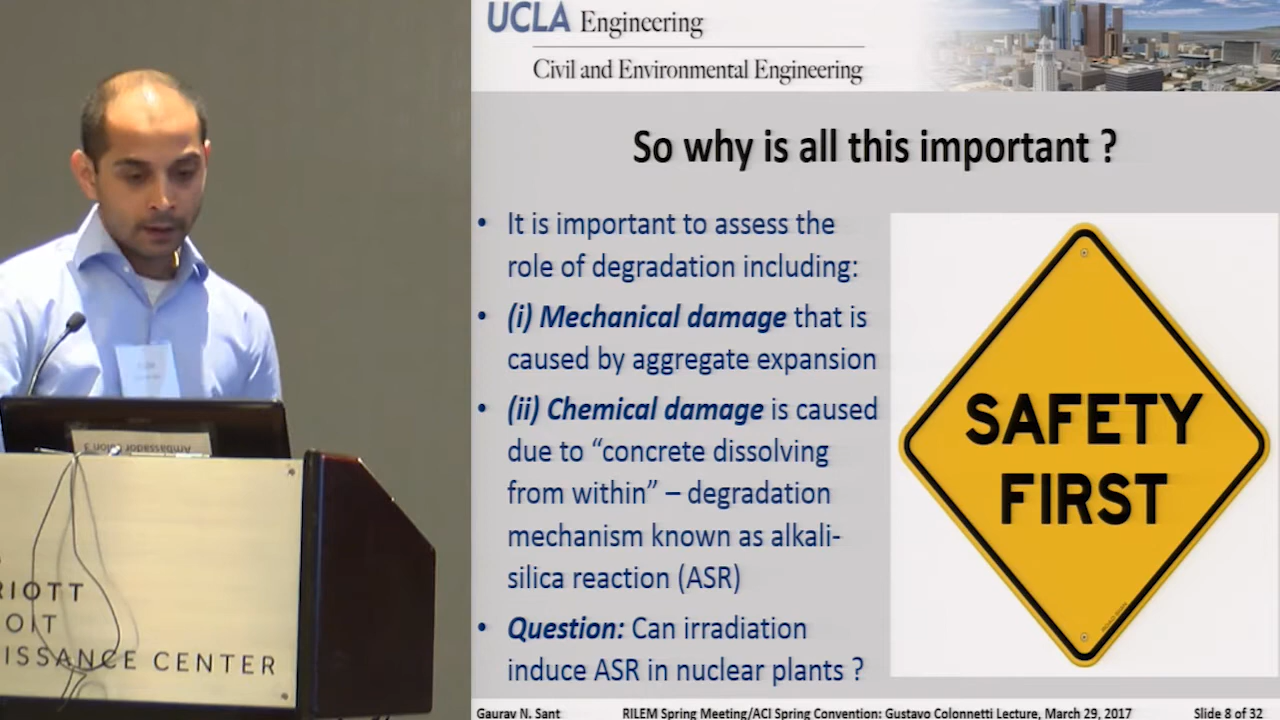 UCLA Engineering
Civil and Environmental Engineering
So why is all this important ?
• It is important to assess the
role of degradation including:
• (i) Mechanical damage that is
caused by aggregate expansion
• (ii) Chemical damage is caused
due to “concrete dissolving
from within” – degradation
mechanism known as alkali-
silica reaction (ASR)
• Question: Can irradiation
induce ASR in nuclear plants ?
SAFETY
FIRST
Gaurav N. Sant
RILEM Spring Meeting/ACI Spring Convention: Gustavo Colonnetti Lecture, March 29, 2017
Slide 8 of 32
Ambassador Salon 3
RIOTT
OIT
ISSANCE CENTER